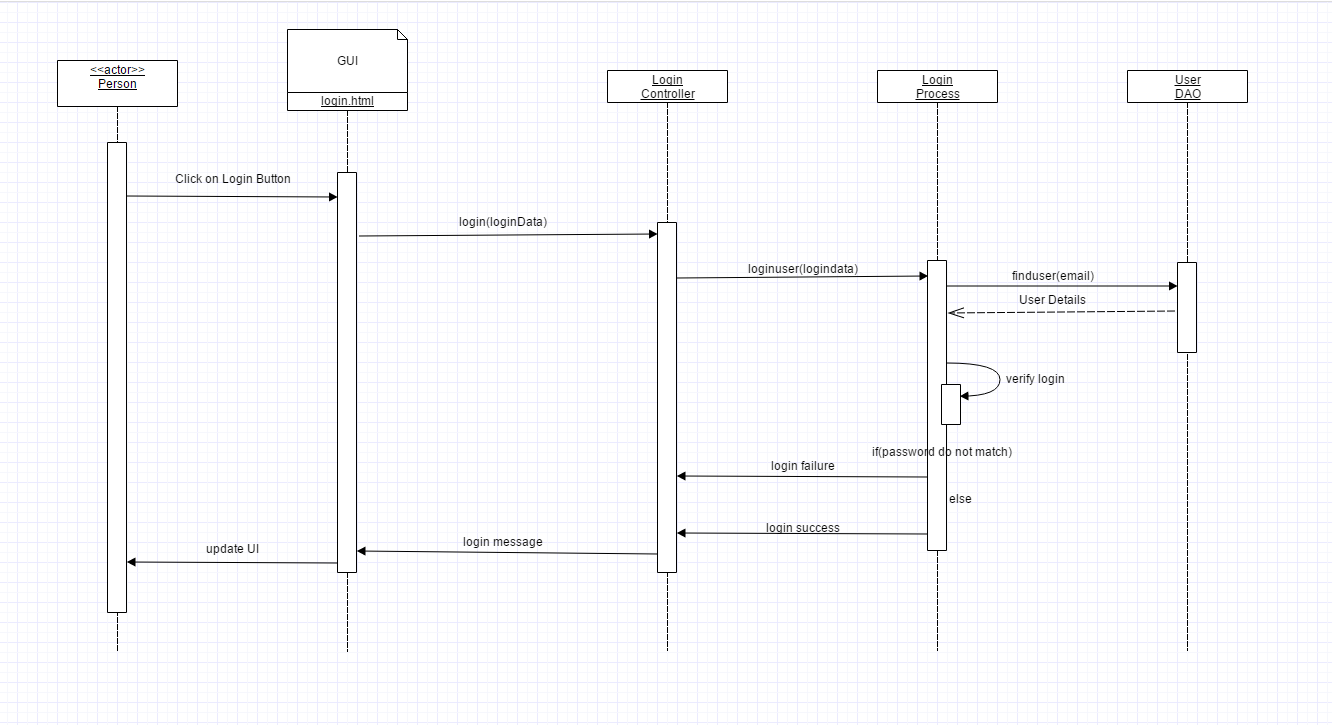 <<actor>>
Person
GUI
login.html
Login
Controller
Login
Process
User
DAO
Click on Login Button
login(loginData)
loginuser(logindata)
finduser(email)
User Details
verify login
if(password do not match)
login failure
else
login success
login message
update UI